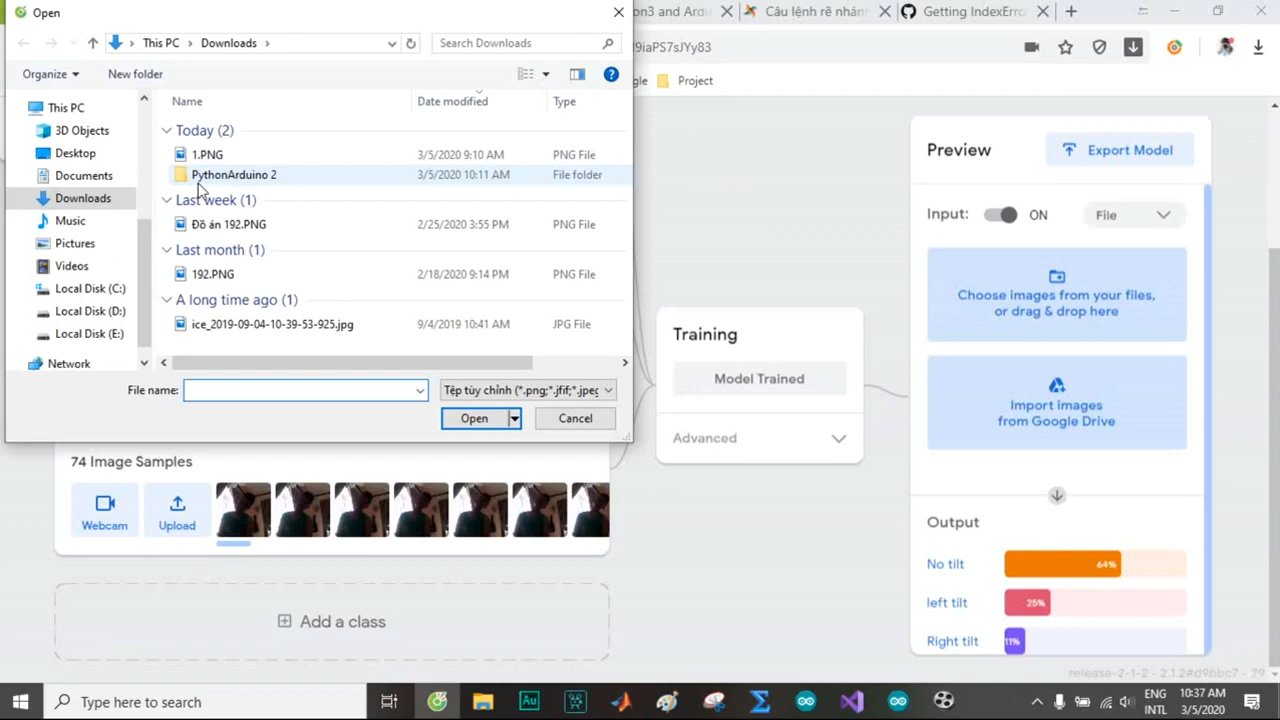 Open
This PC > Downloads >
Search Downloads
Organize
New folder
This PC
3D Objects
Desktop
Documents
Downloads
Music
Pictures
Videos
Local Disk (C:)
Local Disk (D:)
Local Disk (E:)
Network
Name Date modified Type
Today (2)
1.PNG 3/5/2020 9:10 AM PNG File
PythonArduino 2 3/5/2020 10:11 AM File folder
Last week (1)
Đồ án 192.PNG 2/25/2020 3:55 PM PNG File
Last month (1)
192.PNG 2/18/2020 9:14 PM PNG File
A long time ago (1)
ice_2019-09-04-10-39-53-925.jpg 9/4/2019 10:41 AM JPG File
File name:
Tệp tùy chỉnh (*.png;*.jfif;*.jpeg
Open
Cancel
Câu lệnh rẽ nhán
Getting IndexErro
9iaPS7sJYy83
Project
74 Image Samples
Webcam
Upload
Add a class
Training
Model Trained
Advanced
Preview
Export Model
Input:
ON
File
Choose images from your files,
or drag & drop here
Import images
from Google Drive
Output
No tilt 64%
left tilt 25%
Right tilt 11%
Type here to search
Au
ENG
INTL
10:37 AM
3/5/2020